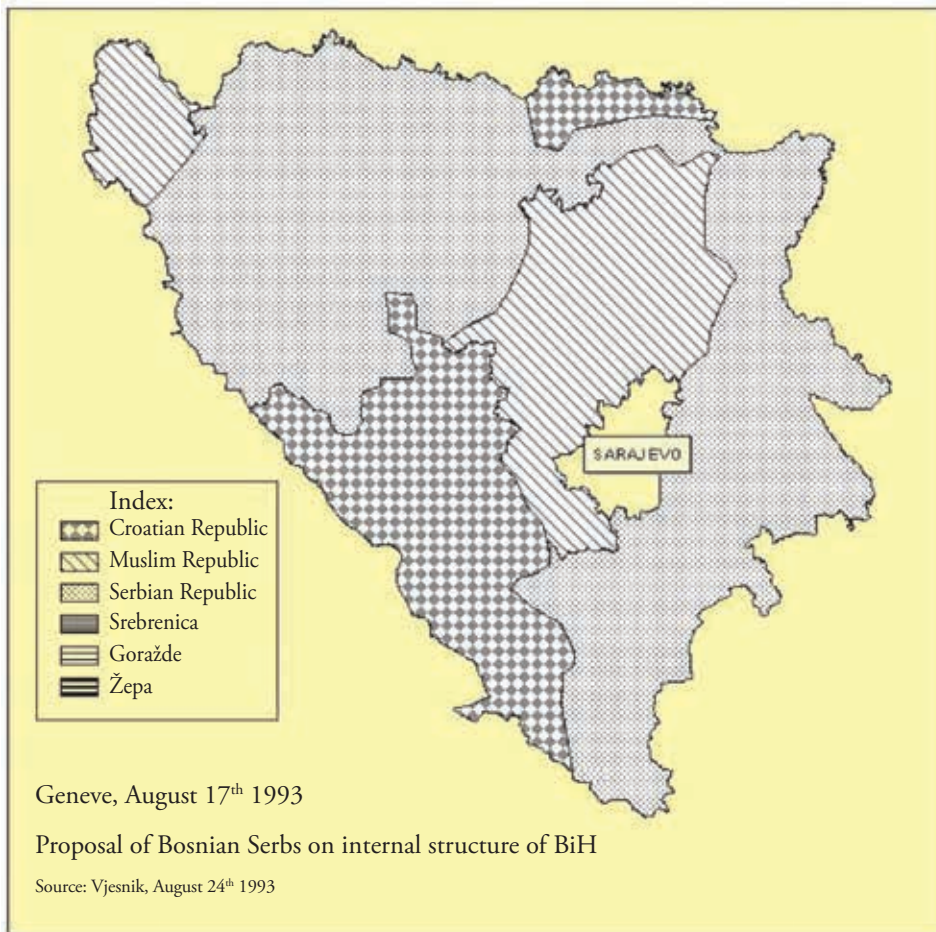 SARAJEVO
Index:
Croatian Republic
Muslim Republic
Serbian Republic
Srebrenica
Goražde
Žepa
Geneve, August 17th 1993
Proposal of Bosnian Serbs on internal structure of BiH
Source: Vjesnik, August 24th 1993